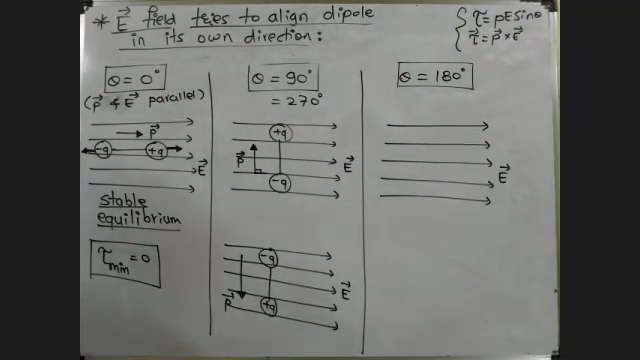 * E⃗ field tries to align dipole
in its own direction:
τ = pE sinθ
τ⃗ = p⃗ × E⃗
θ = 0°
(p⃗ & E⃗ parallel)
p⃗
-q +q
E⃗
stable
equilibrium
τmin = 0
θ = 90°
= 270°
+q
p⃗
E⃗
-q
-q
E⃗
p⃗
+q
θ = 180°
E⃗